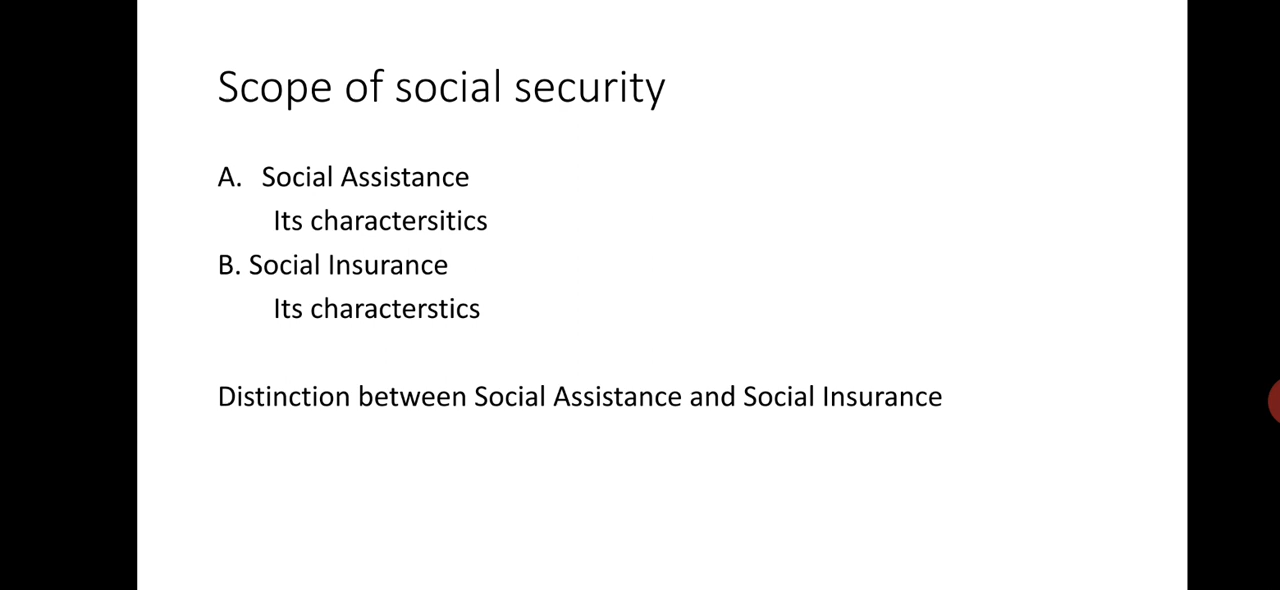 Scope of social security
A. Social Assistance
Its charactersitics
B. Social Insurance
Its characterstics
Distinction between Social Assistance and Social Insurance